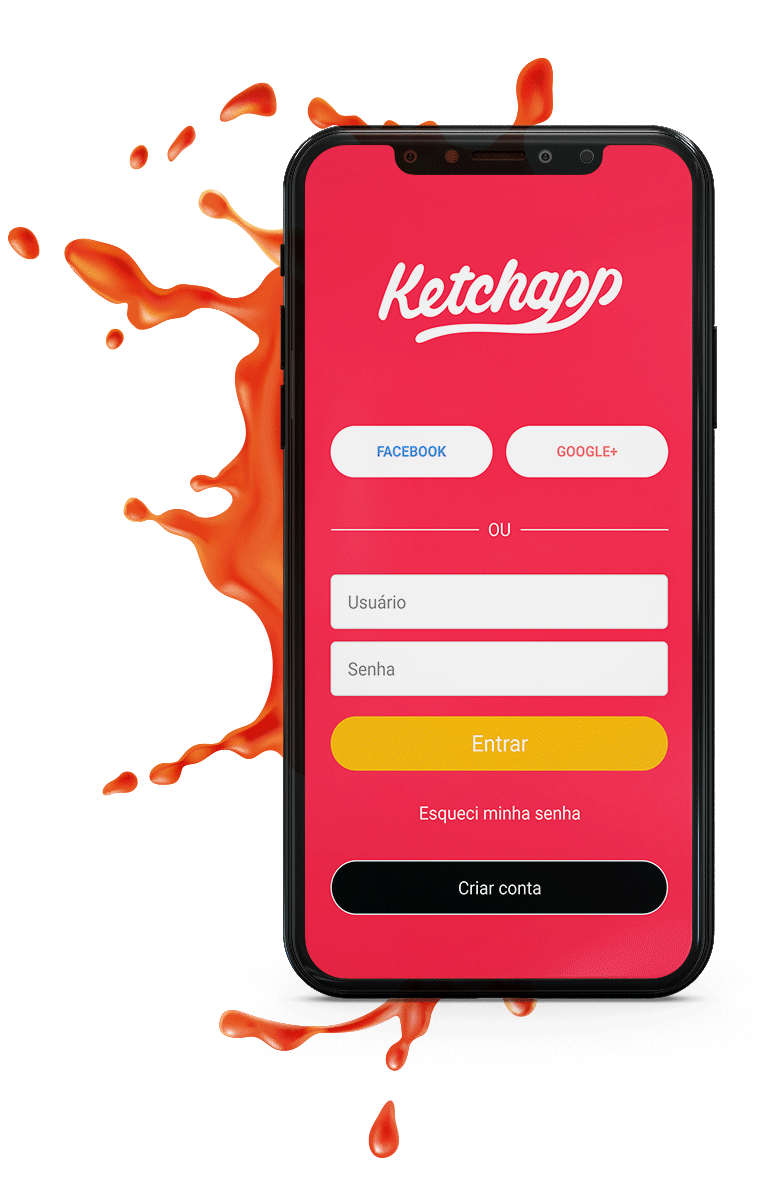 Ketchapp
FACEBOOK GOOGLE+
OU
Usuário
Senha
Entrar
Esqueci minha senha
Criar conta